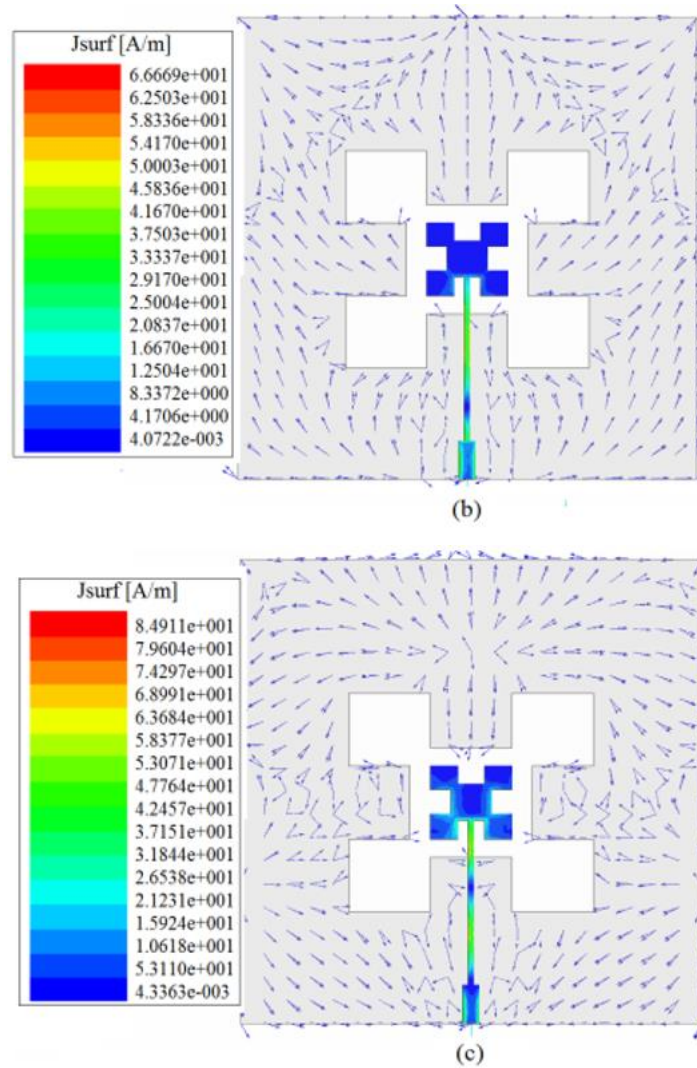 Jsurf [A/m]
6.6669e+001
6.2503e+001
5.8336e+001
5.4170e+001
5.0003e+001
4.5836e+001
4.1670e+001
3.7503e+001
3.3337e+001
2.9170e+001
2.5004e+001
2.0837e+001
1.6670e+001
1.2504e+001
8.3372e+000
4.1706e+000
4.0722e-003
(b)
Jsurf [A/m]
8.4911e+001
7.9604e+001
7.4297e+001
6.8991e+001
6.3684e+001
5.8377e+001
5.3071e+001
4.7764e+001
4.2457e+001
3.7151e+001
3.1844e+001
2.6538e+001
2.1231e+001
1.5924e+001
1.0618e+001
5.3110e+001
4.3363e-003
(c)